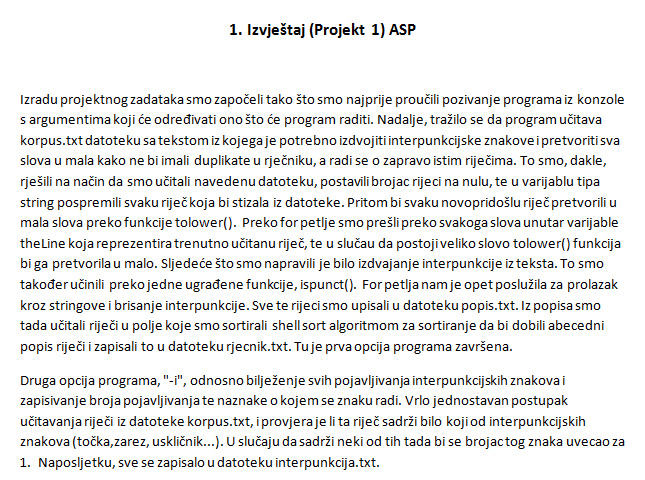 1. Izvještaj (Projekt 1) ASP
Izradu projektnog zadataka smo započeli tako što smo najprije proučili pozivanje programa iz konzole
s argumentima koji će određivati ono što će program raditi. Nadalje, tražilo se da program učitava
korpus.txt datoteku sa tekstom iz kojega je potrebno izdvojiti interpunkcijske znakove i pretvoriti sva
slova u mala kako ne bi imali duplikate u rječniku, a radi se o zapravo istim riječima. To smo, dakle,
rješili na način da smo učitali navedenu datoteku, postavili brojac rijeci na nulu, te u varijablu tipa
string pospremili svaku riječ koja bi stizala iz datoteke. Pritom bi svaku novopridošlu riječ pretvorili u
mala slova preko funkcije tolower(). Preko for petlje smo prešli preko svakoga slova unutar varijable
theLine koja reprezentira trenutno učitanu riječ, te u slučau da postoji veliko slovo tolower() funkcija
bi ga pretvorila u malo. Sljedeće što smo napravili je bilo izdvajanje interpunkcije iz teksta. To smo
također učinili preko jedne ugrađene funkcije, ispunct(). For petlja nam je opet poslužila za prolazak
kroz stringove i brisanje interpunkcije. Sve te rijeci smo upisali u datoteku popis.txt. Iz popisa smo
tada učitali riječi u polje koje smo sortirali shell sort algoritmom za sortiranje da bi dobili abecedni
popis riječi i zapisali to u datoteku rjecnik.txt. Tu je prva opcija programa završena.
Druga opcija programa, "-i", odnosno bilježenje svih pojavljivanja interpunkcijskih znakova i
zapisivanje broja pojavljivanja te naznake o kojem se znaku radi. Vrlo jednostavan postupak
učitavanja riječi iz datoteke korpus.txt, i provjera je li ta riječ sadrži bilo koji od interpunkcijskih
znakova (točka,zarez, uskličnik...). U slučaju da sadrži neki od tih tada bi se brojac tog znaka uvecao za
1. Naposljetku, sve se zapisalo u datoteku interpunkcija.txt.